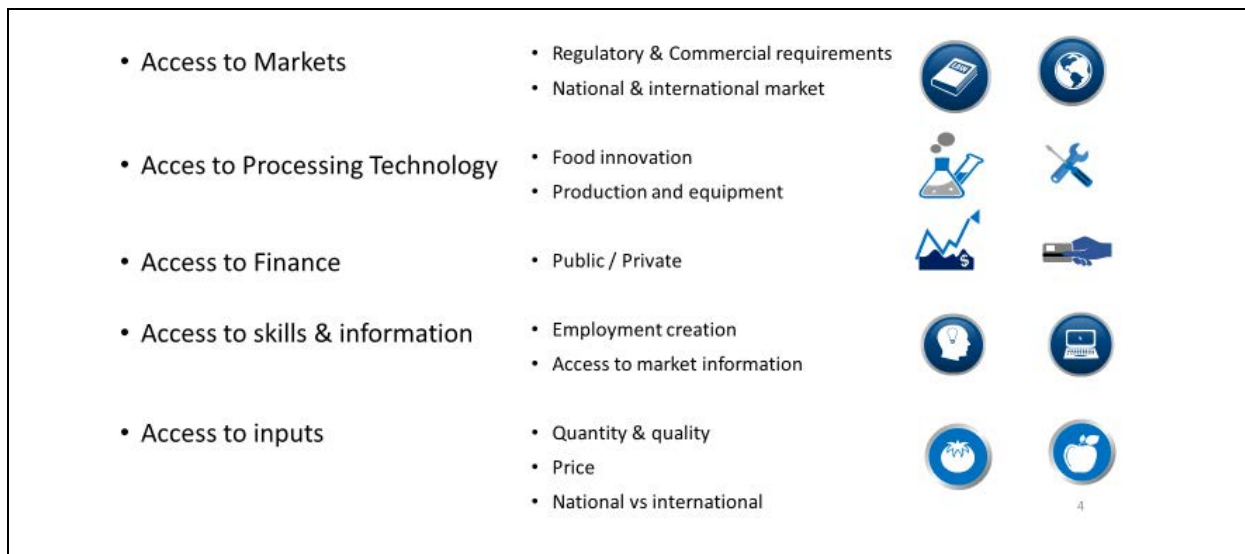 • Access to Markets
• Regulatory & Commercial requirements
• National & international market
LAW
• Acces to Processing Technology
• Food innovation
• Production and equipment
• Access to Finance
• Public / Private
$
• Access to skills & information
• Employment creation
• Access to market information
• Access to inputs
• Quantity & quality
• Price
• National vs international
4